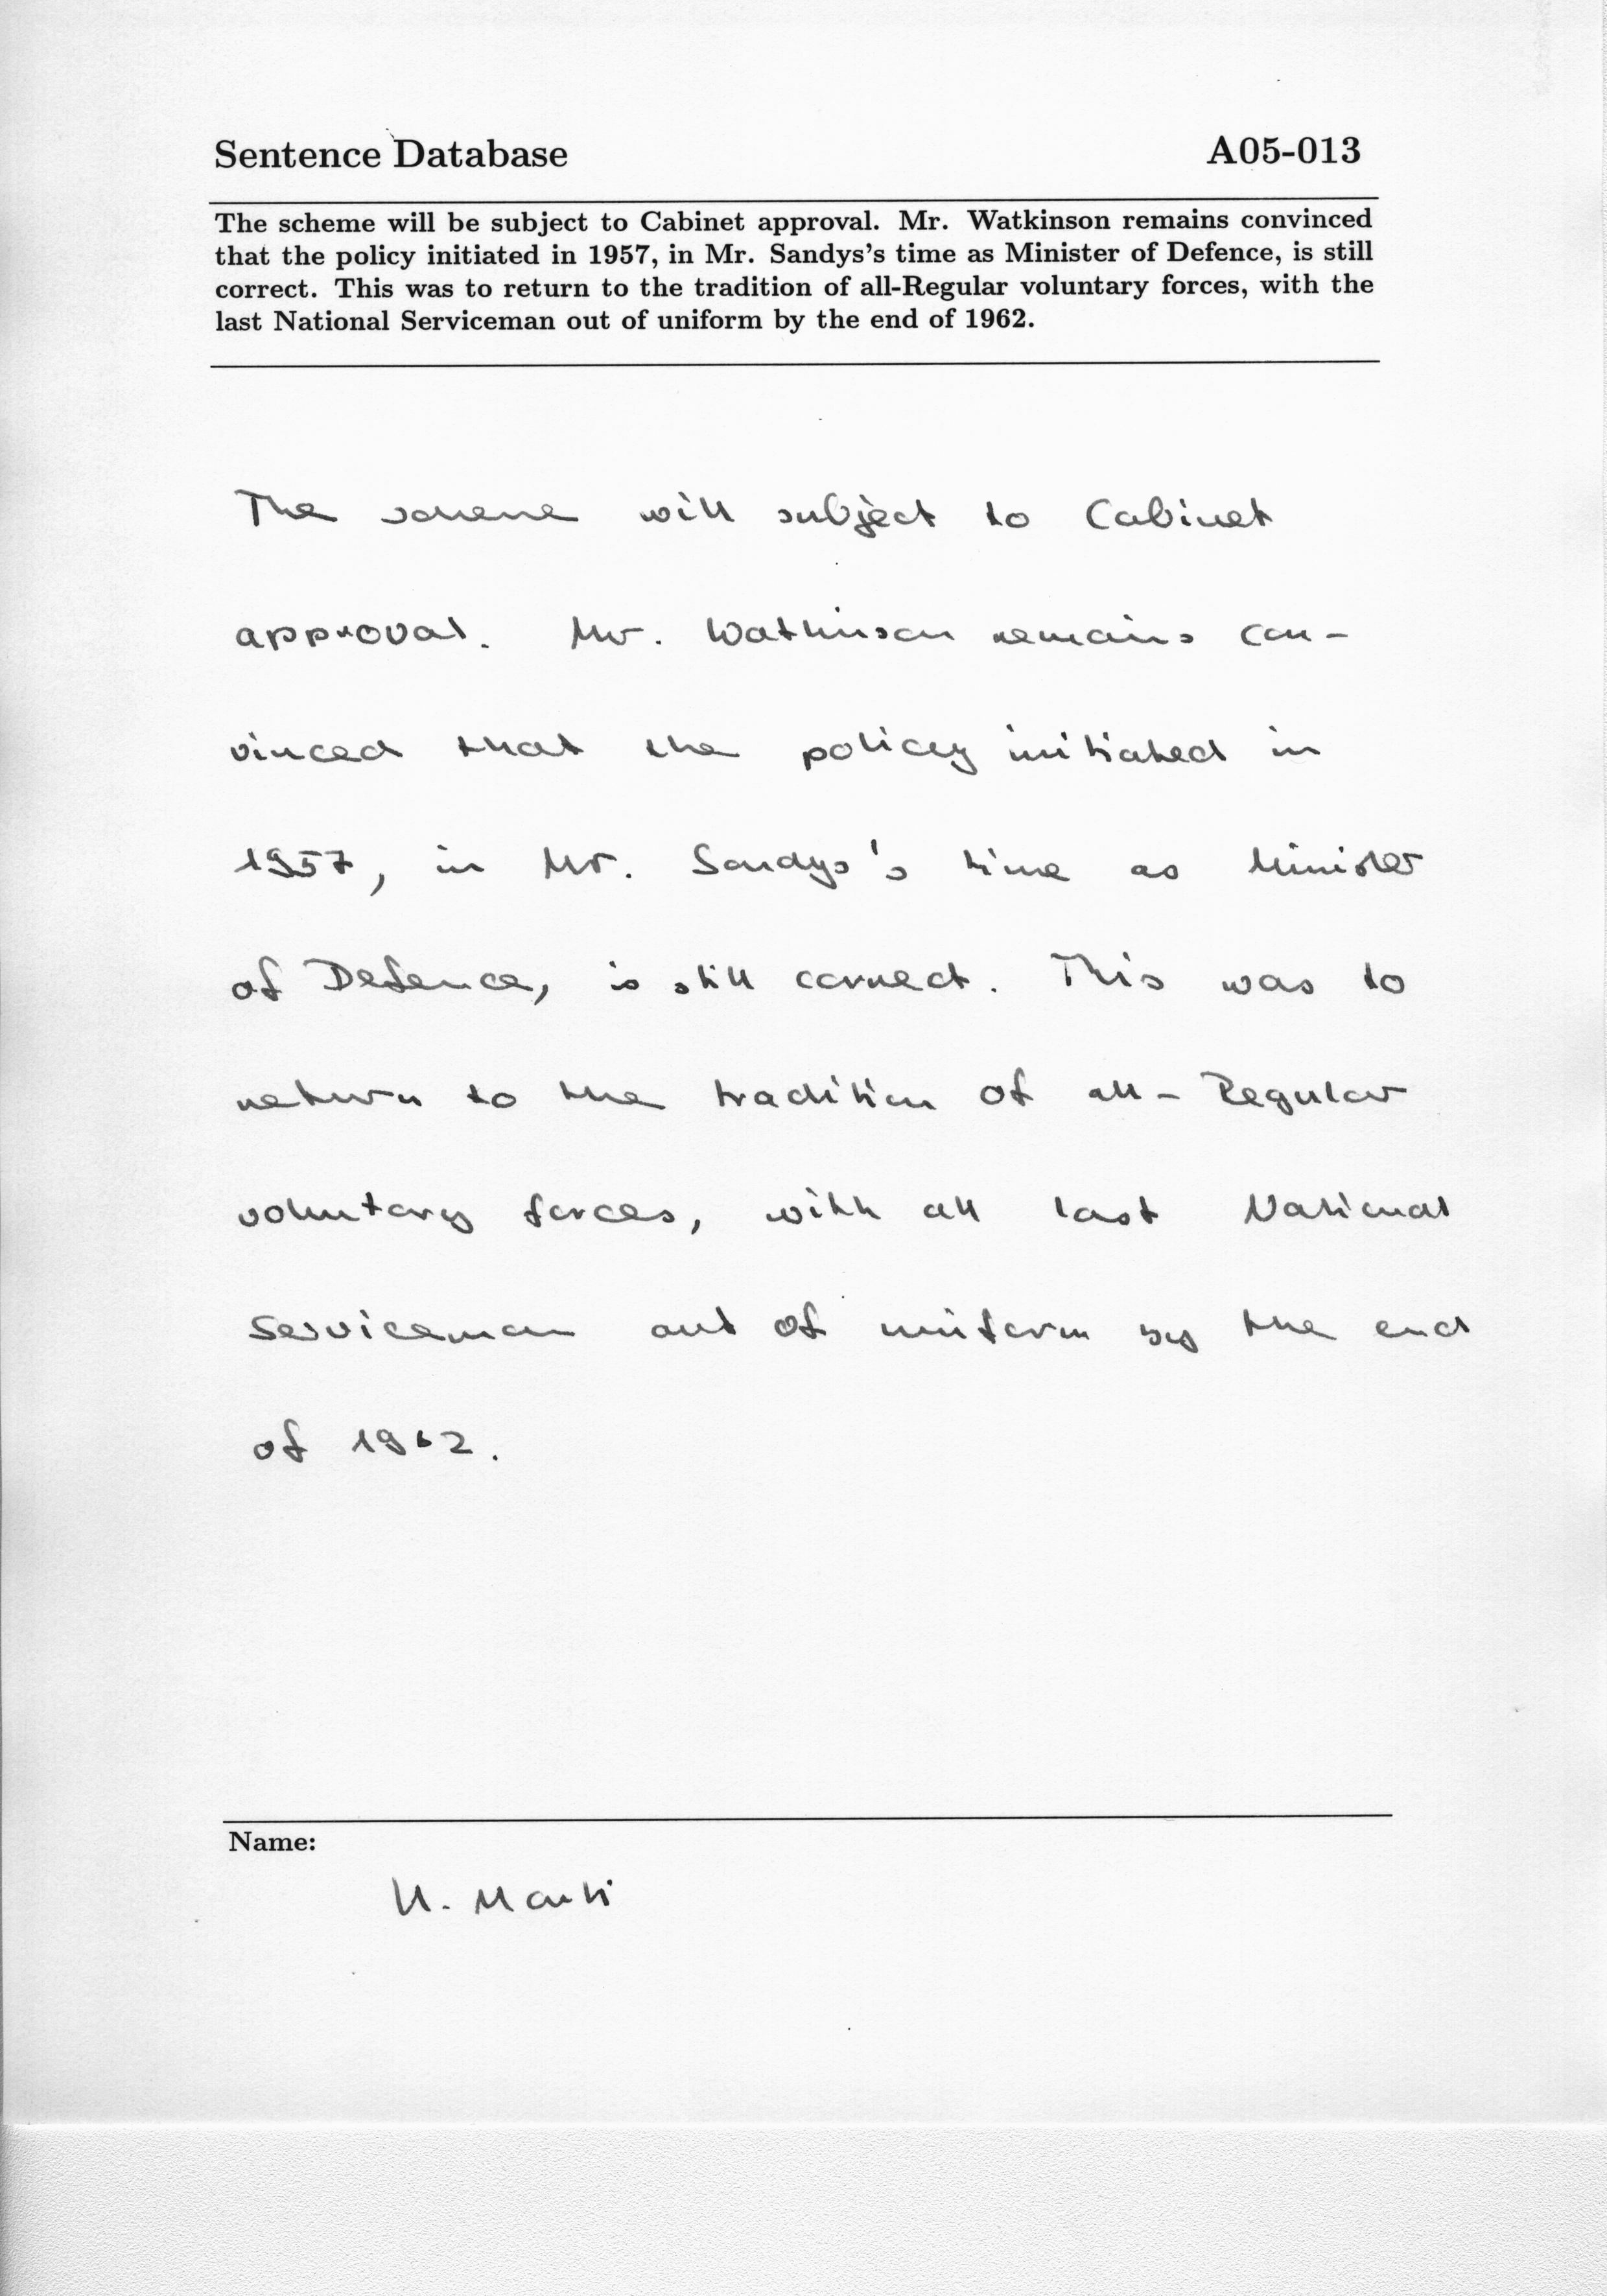 Sentence Database A05-013
The scheme will be subject to Cabinet approval. Mr. Watkinson remains convinced
that the policy initiated in 1957, in Mr. Sandys's time as Minister of Defence, is still
correct. This was to return to the tradition of all-Regular voluntary forces, with the
last National Serviceman out of uniform by the end of 1962.
The scheme will subject to Cabinet
approval. Mr. Watkinson remains con-
vinced that the policy initiated in
1957, in Mr. Sandys's time as Minister
of Defence, is still correct. This was to
return to the tradition of all-Regular
voluntary forces, with all last National
Serviceman out of uniform by the end
of 1962.
Name: